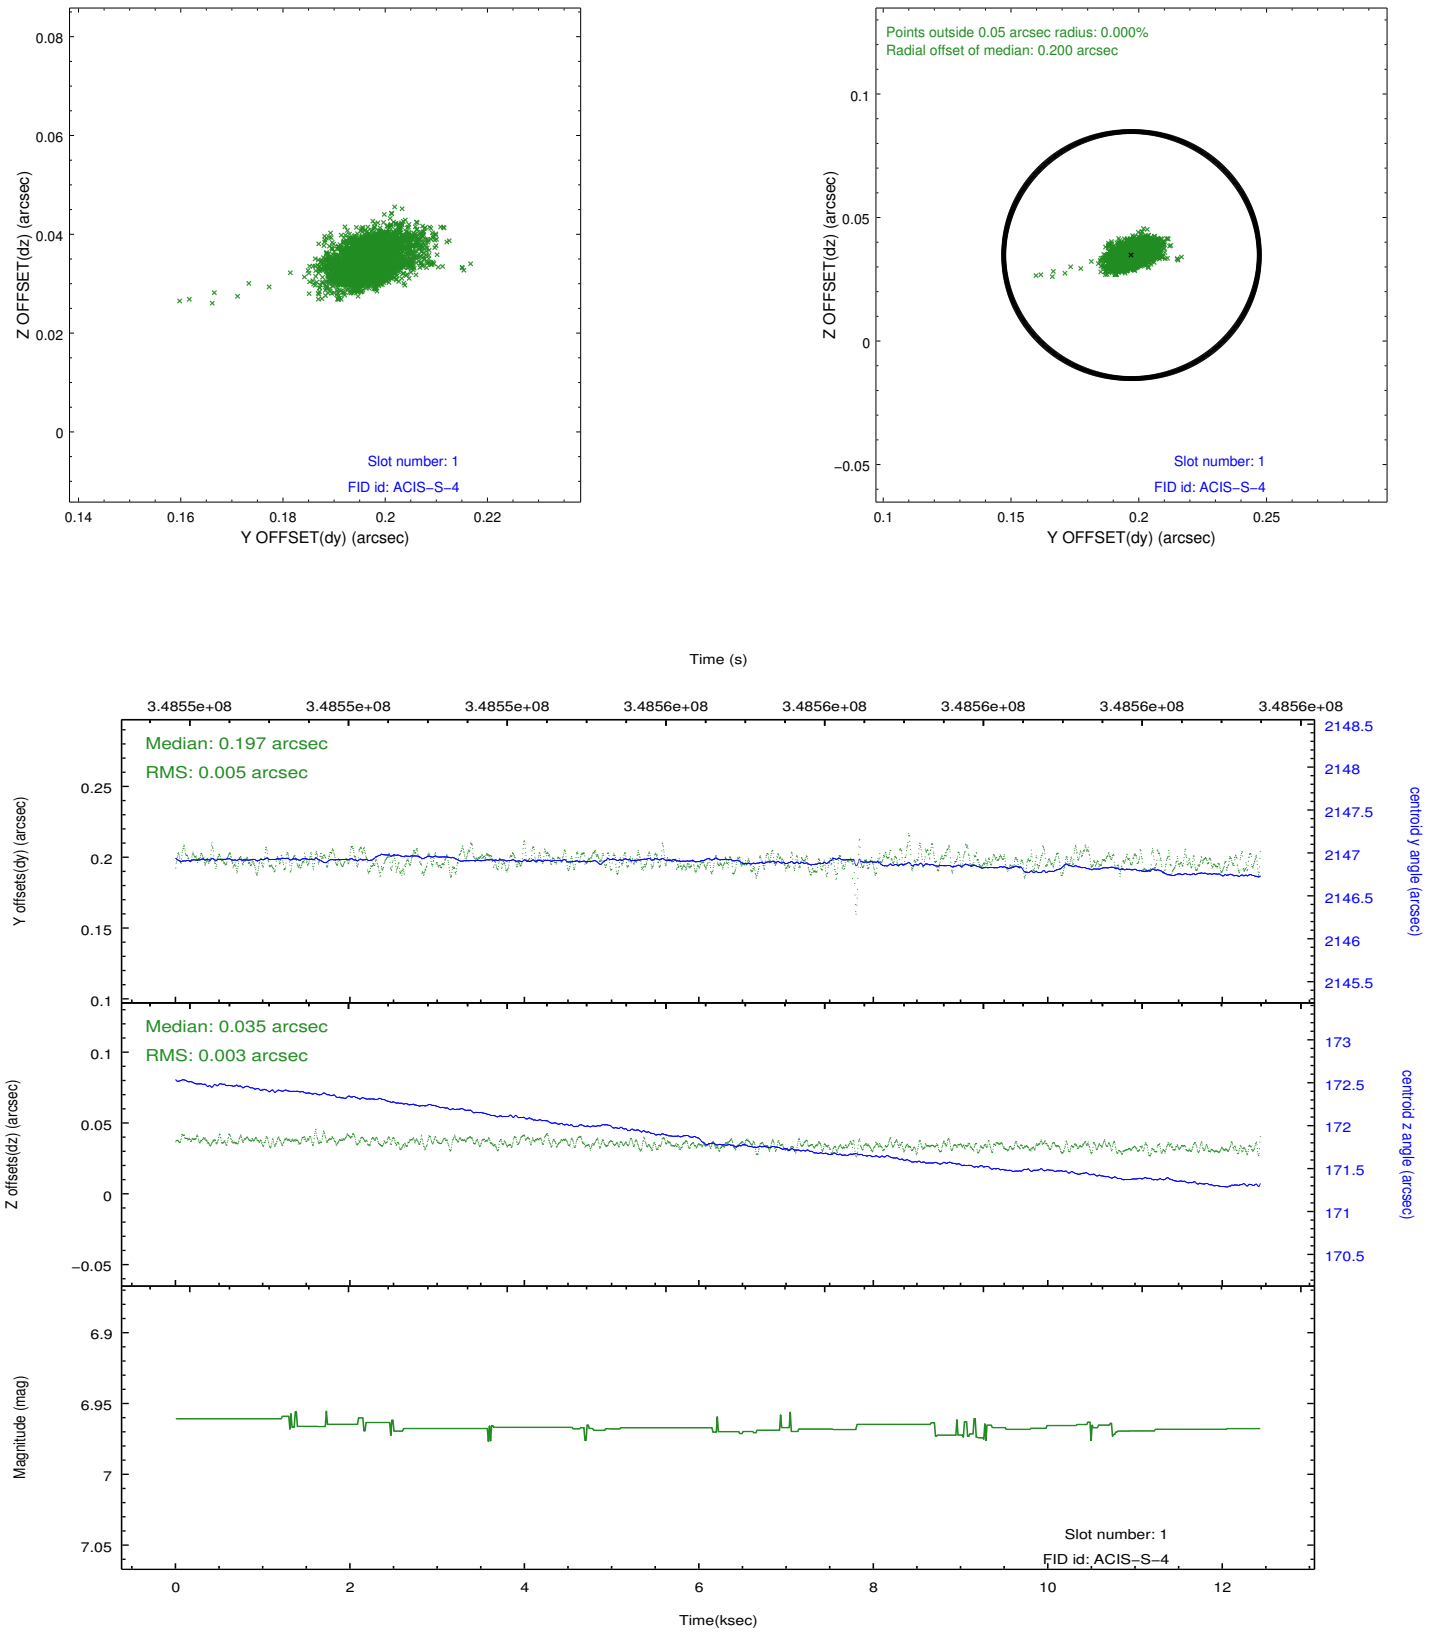 0.08
0.06
0.04
0.02
0
Z OFFSET(dz) (arcsec)
Slot number: 1
FID id: ACIS−S−4
0.14 0.16 0.18 0.2 0.22
Y OFFSET(dy) (arcsec)
Points outside 0.05 arcsec radius: 0.000%
Radial offset of median: 0.200 arcsec
0.1
0.05
0
−0.05
Z OFFSET(dz) (arcsec)
Slot number: 1
FID id: ACIS−S−4
0.1 0.15 0.2 0.25
Y OFFSET(dy) (arcsec)
Time (s)
3.4855e+08 3.4855e+08 3.4855e+08 3.4856e+08 3.4856e+08 3.4856e+08 3.4856e+08 3.4856e+08
Median: 0.197 arcsec
RMS: 0.005 arcsec
0.25
0.2
0.15
0.1
Y offsets(dy) (arcsec)
2148.5
2148
2147.5
2147
2146.5
2146
2145.5
centroid y angle (arcsec)
Median: 0.035 arcsec
RMS: 0.003 arcsec
0.1
0.05
0
−0.05
Z offsets(dz) (arcsec)
173
172.5
172
171.5
171
170.5
centroid z angle (arcsec)
6.9
6.95
7
7.05
Magnitude (mag)
Slot number: 1
FID id: ACIS−S−4
0 2 4 6 8 10 12
Time(ksec)